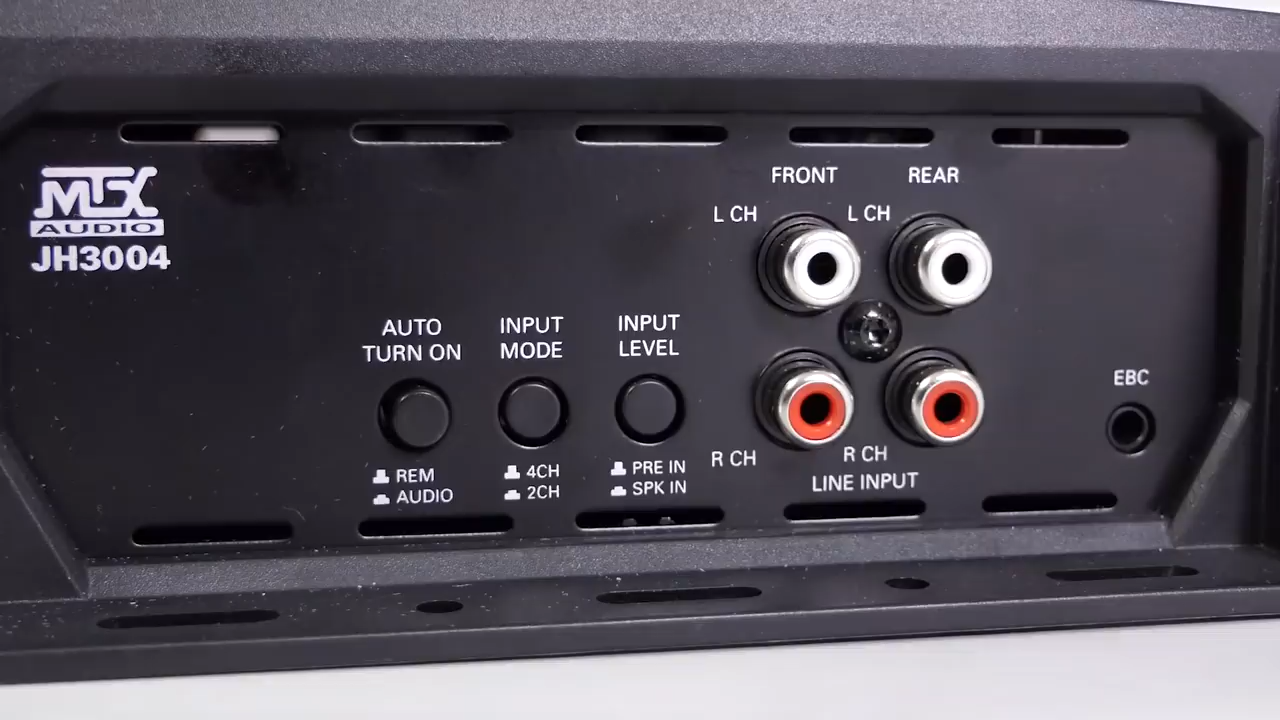 MTX
AUDIO
JH3004
AUTO
TURN ON
REM
AUDIO
INPUT
MODE
4CH
2CH
INPUT
LEVEL
PRE IN
SPK IN
FRONT
REAR
L CH
L CH
R CH
R CH
LINE INPUT
EBC